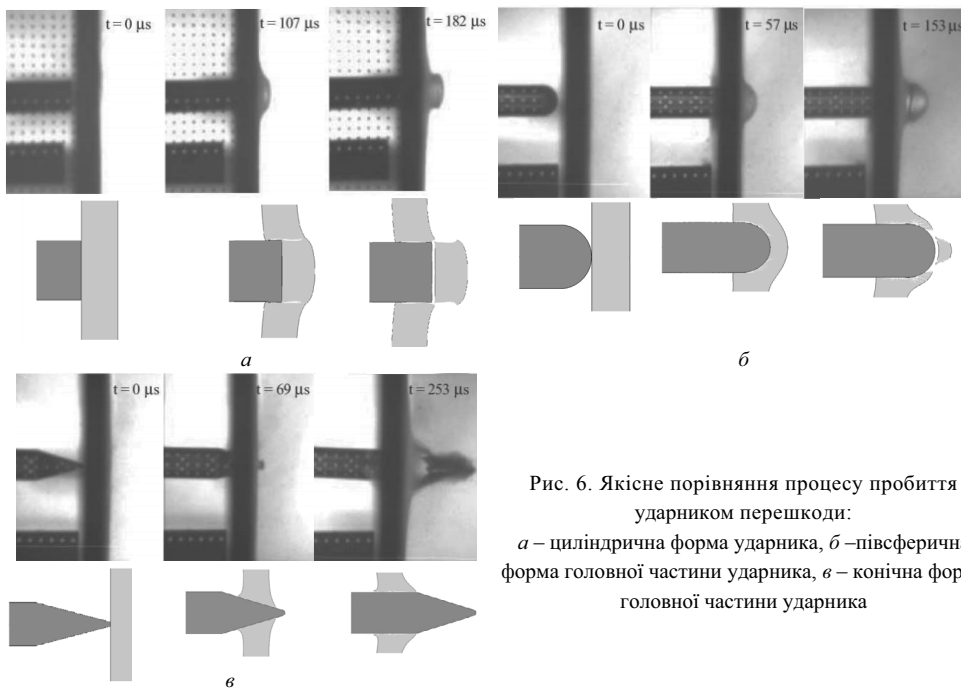 t = 0 µs
t = 107 µs
t = 182 µs
t = 0 µs
t = 57 µs
t = 153 µs
а
б
t = 0 µs
t = 69 µs
t = 253 µs
в
Рис. 6. Якісне порівняння процесу пробиття
ударником перешкоди:
а – циліндрична форма ударника, б –півсферичн
форма головної частини ударника, в – конічна фор
головної частини ударника